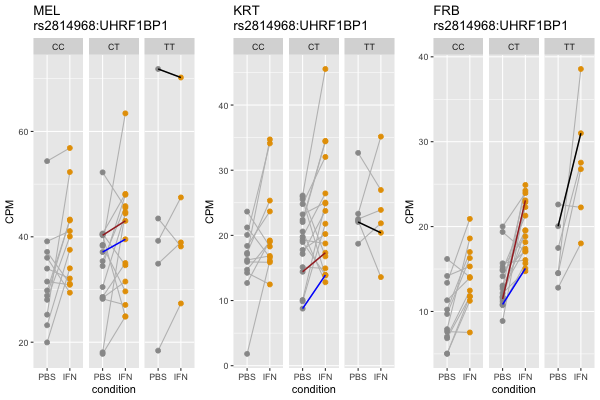 MEL
rs2814968:UHRF1BP1
CC CT TT
CPM
60
40
20
PBS IFN PBS IFN PBS IFN
condition
KRT
rs2814968:UHRF1BP1
CC CT TT
CPM
40
30
20
10
0
PBS IFN PBS IFN PBS IFN
condition
FRB
rs2814968:UHRF1BP1
CC CT TT
CPM
40
30
20
10
PBS IFN PBS IFN PBS IFN
condition